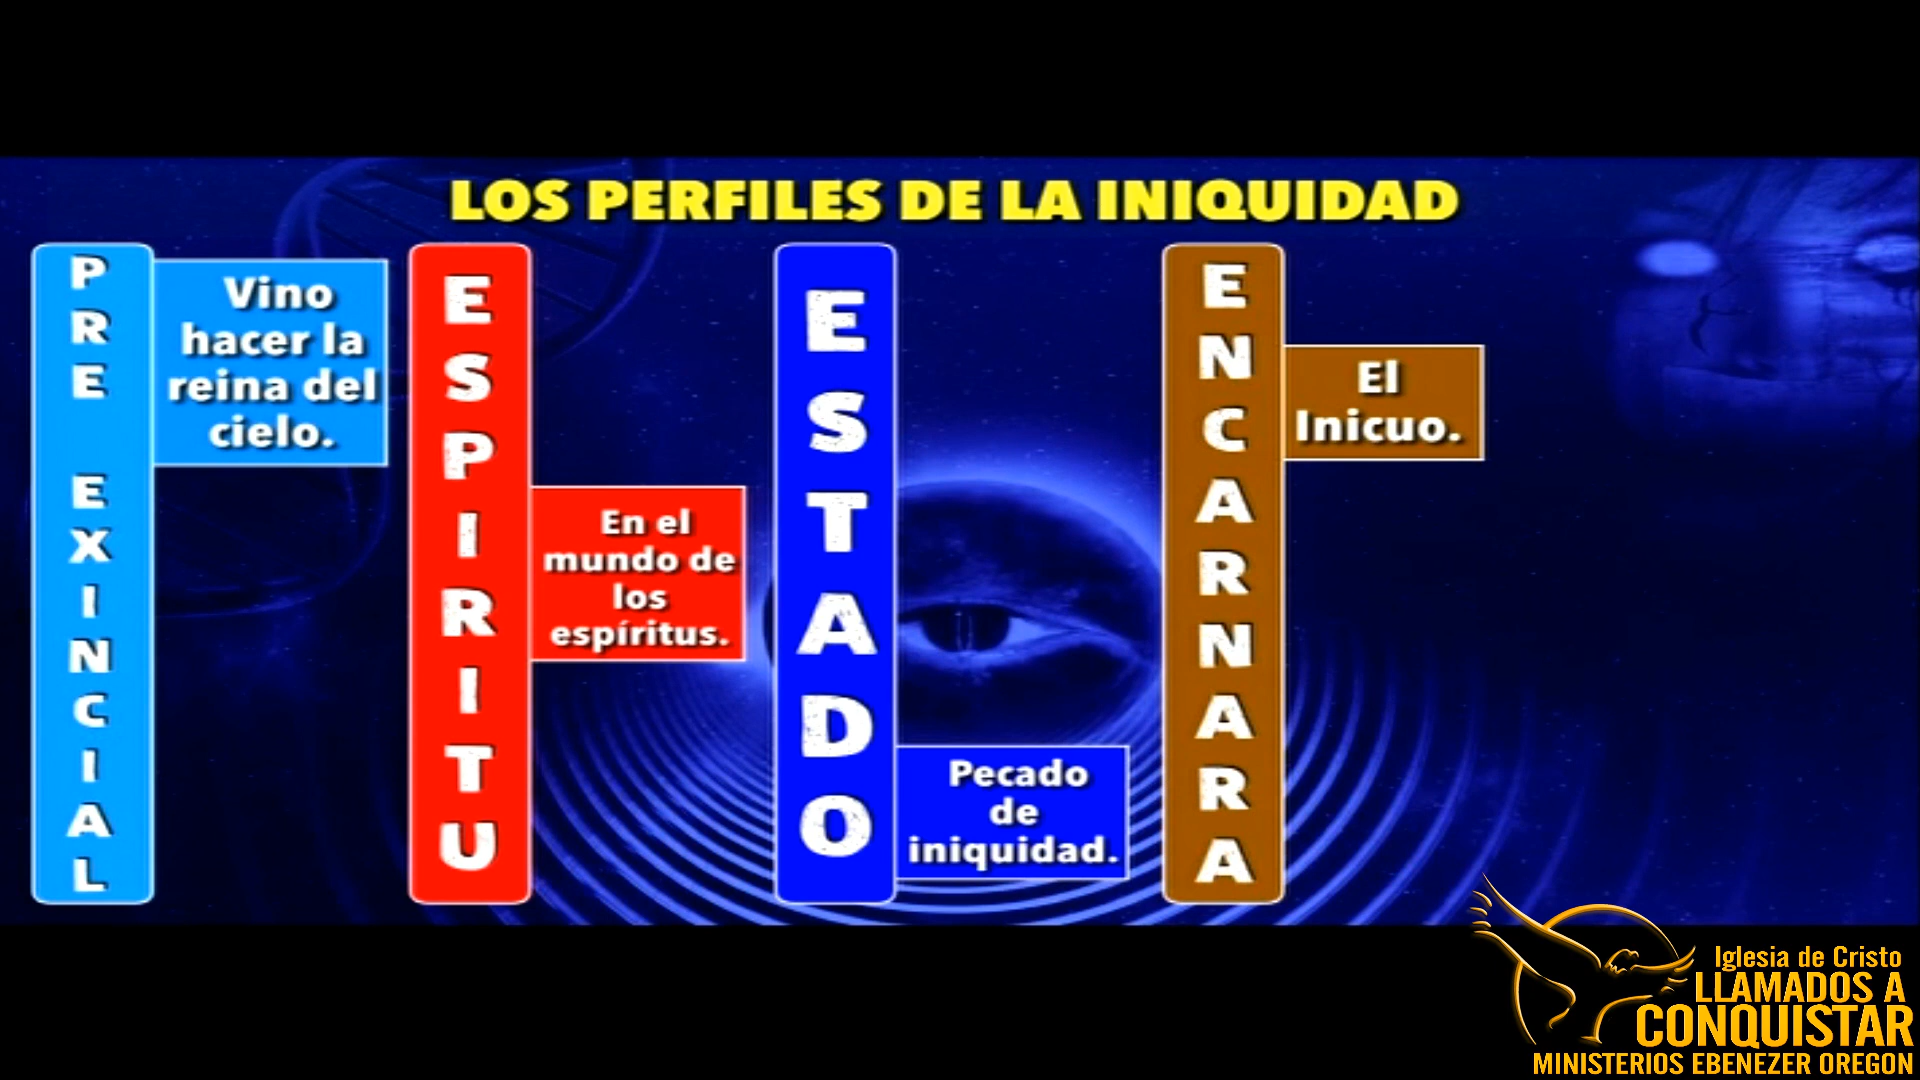 LOS PERFILES DE LA INIQUIDAD
PRE EXINCIAL
Vino
hacer la
reina del
cielo.
ESPIRITU
En el
mundo de
los
espíritus.
ESTADO
Pecado
de
iniquidad.
ENCARNARA
El
Inicuo.
Iglesia de Cristo
LLAMADOS A
CONQUISTAR
MINISTERIOS EBENEZER OREGON